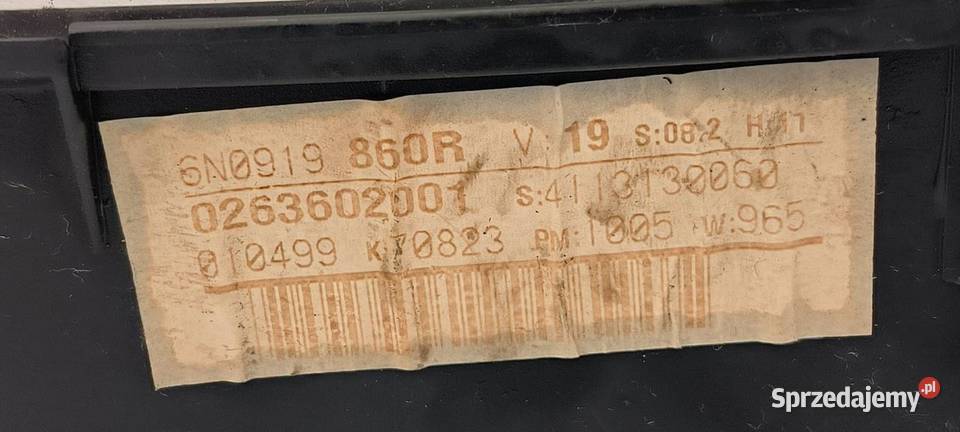 6N0919 860R V:19 S:08.2 H:11
0263602001 S:4113130060
010499 K70823 PM:1005 W:965
Sprzedajemy.pl